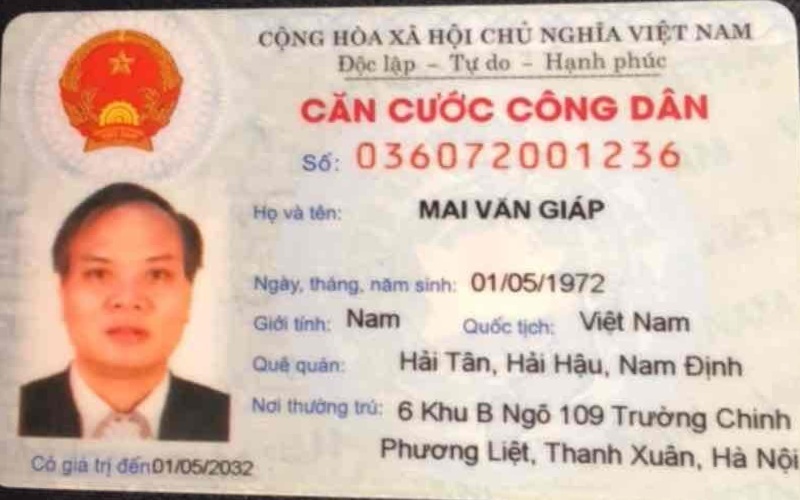 CỘNG HÒA XÃ HỘI CHỦ NGHĨA VIỆT NAM
Độc lập – Tự do – Hạnh phúc
CĂN CƯỚC CÔNG DÂN
Số: 036072001236
Họ và tên: MAI VĂN GIÁP
Ngày, tháng, năm sinh: 01/05/1972
Giới tính: Nam Quốc tịch: Việt Nam
Quê quán: Hải Tân, Hải Hậu, Nam Định
Nơi thường trú: 6 Khu B Ngõ 109 Trường Chinh
Phương Liệt, Thanh Xuân, Hà Nội
Có giá trị đến: 01/05/2032